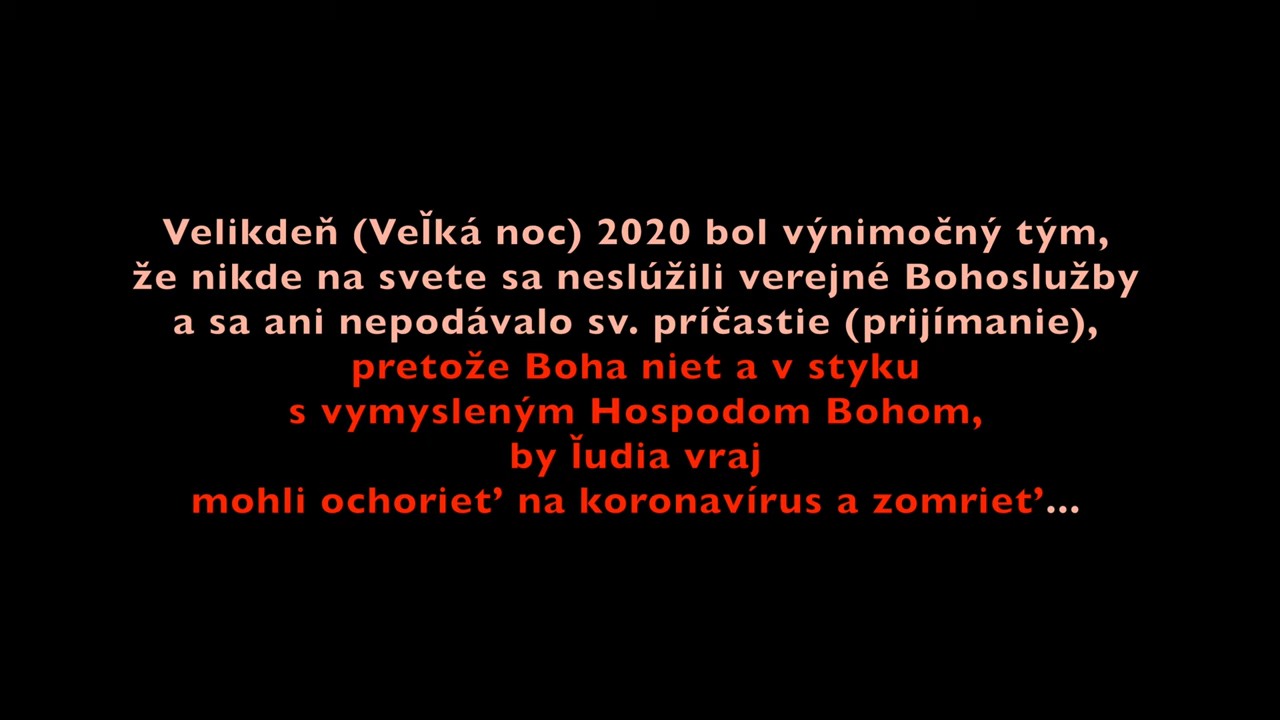 Velikdeň (Veľká noc) 2020 bol výnimočný tým,
že nikde na svete sa neslúžili verejné Bohoslužby
a sa ani nepodávalo sv. príčastie (prijímanie),
pretože Boha niet a v styku
s vymysleným Hospodom Bohom,
by ľudia vraj
mohli ochorieť na koronavírus a zomrieť...